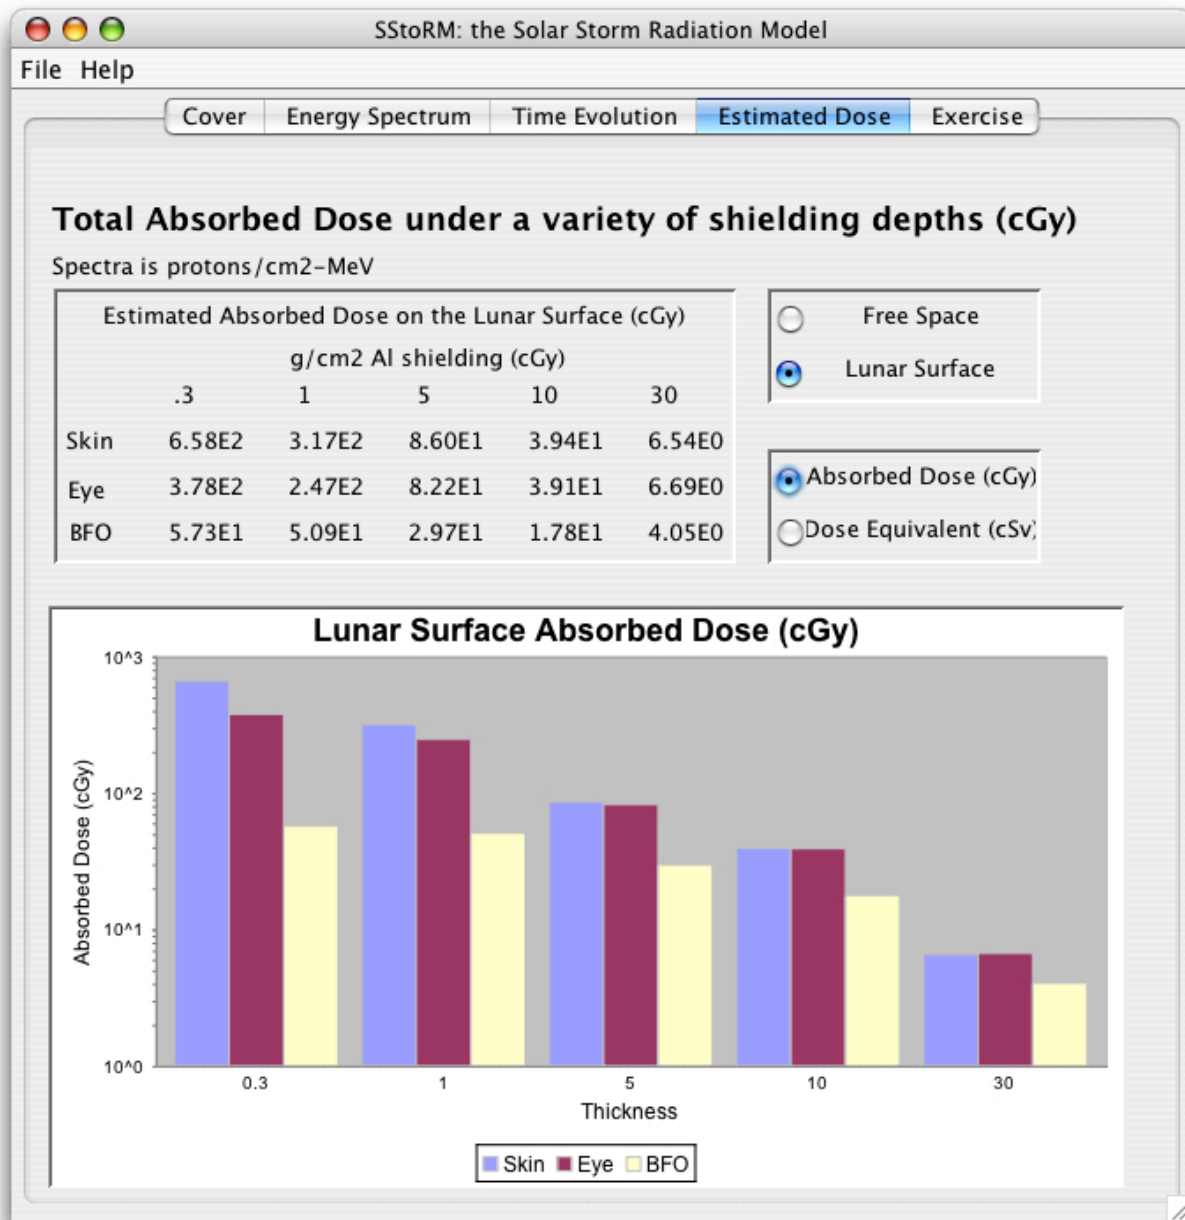 SStoRM: the Solar Storm Radiation Model
File Help
Cover Energy Spectrum Time Evolution Estimated Dose Exercise
Total Absorbed Dose under a variety of shielding depths (cGy)
Spectra is protons/cm2-MeV
Estimated Absorbed Dose on the Lunar Surface (cGy)
g/cm2 Al shielding (cGy)
.3 1 5 10 30
Skin 6.58E2 3.17E2 8.60E1 3.94E1 6.54E0
Eye 3.78E2 2.47E2 8.22E1 3.91E1 6.69E0
BFO 5.73E1 5.09E1 2.97E1 1.78E1 4.05E0
Free Space
Lunar Surface
Absorbed Dose (cGy)
Dose Equivalent (cSv)
Lunar Surface Absorbed Dose (cGy)
Absorbed Dose (cGy)
10^3
10^2
10^1
10^0
0.3 1 5 10 30
Thickness
Skin Eye BFO